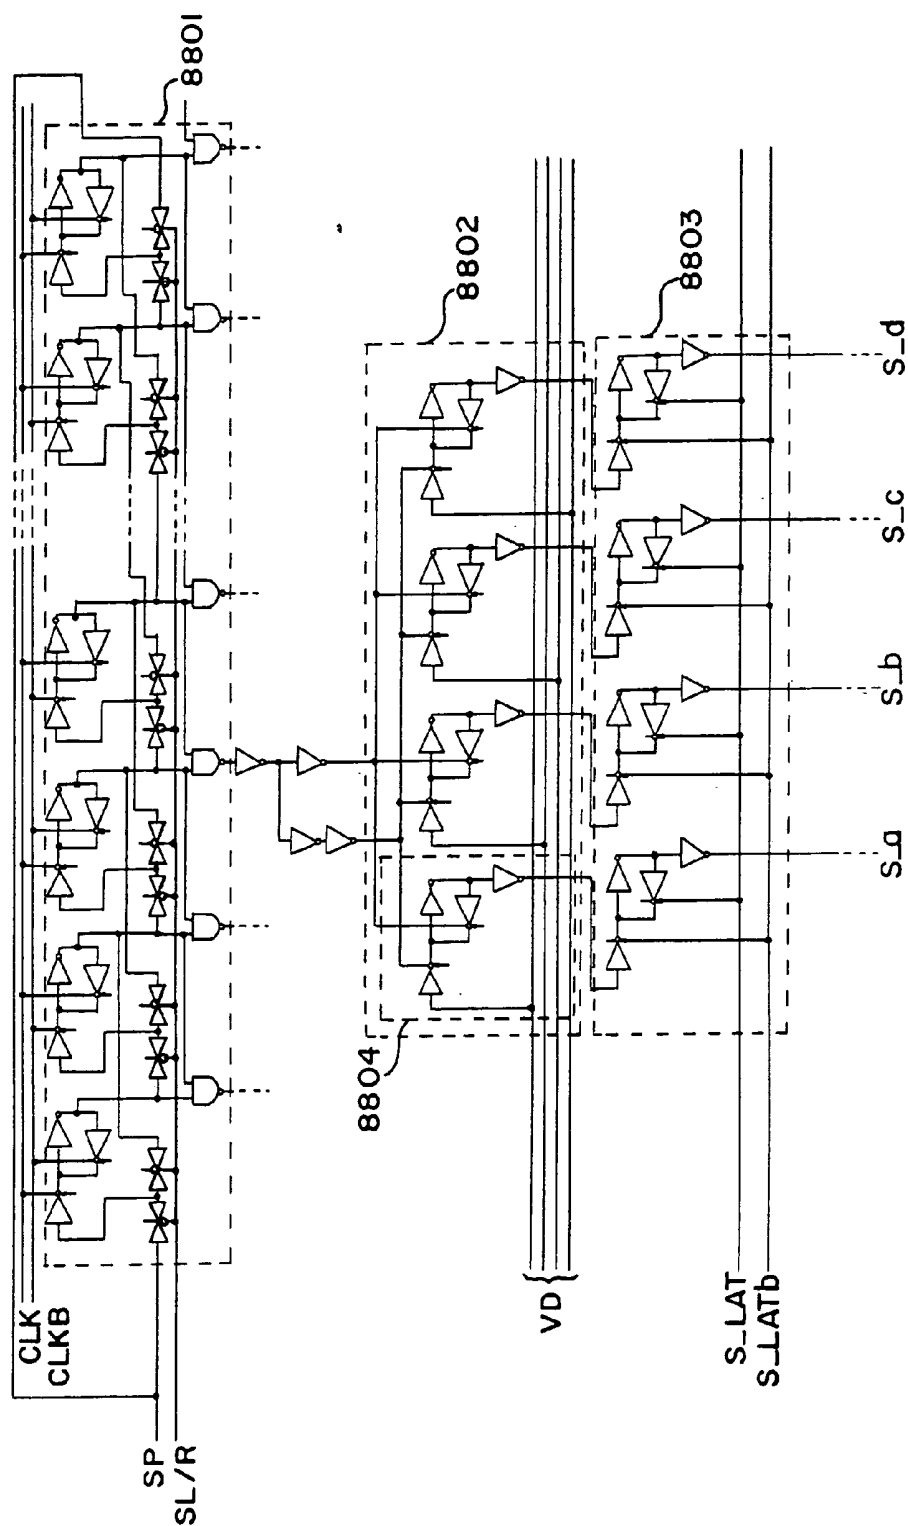 8801
CLK
CLKB
SP
SL/R
8802
8804
VD
8803
S_LAT
S_LATb
S_a
S_b
S_c
S_d